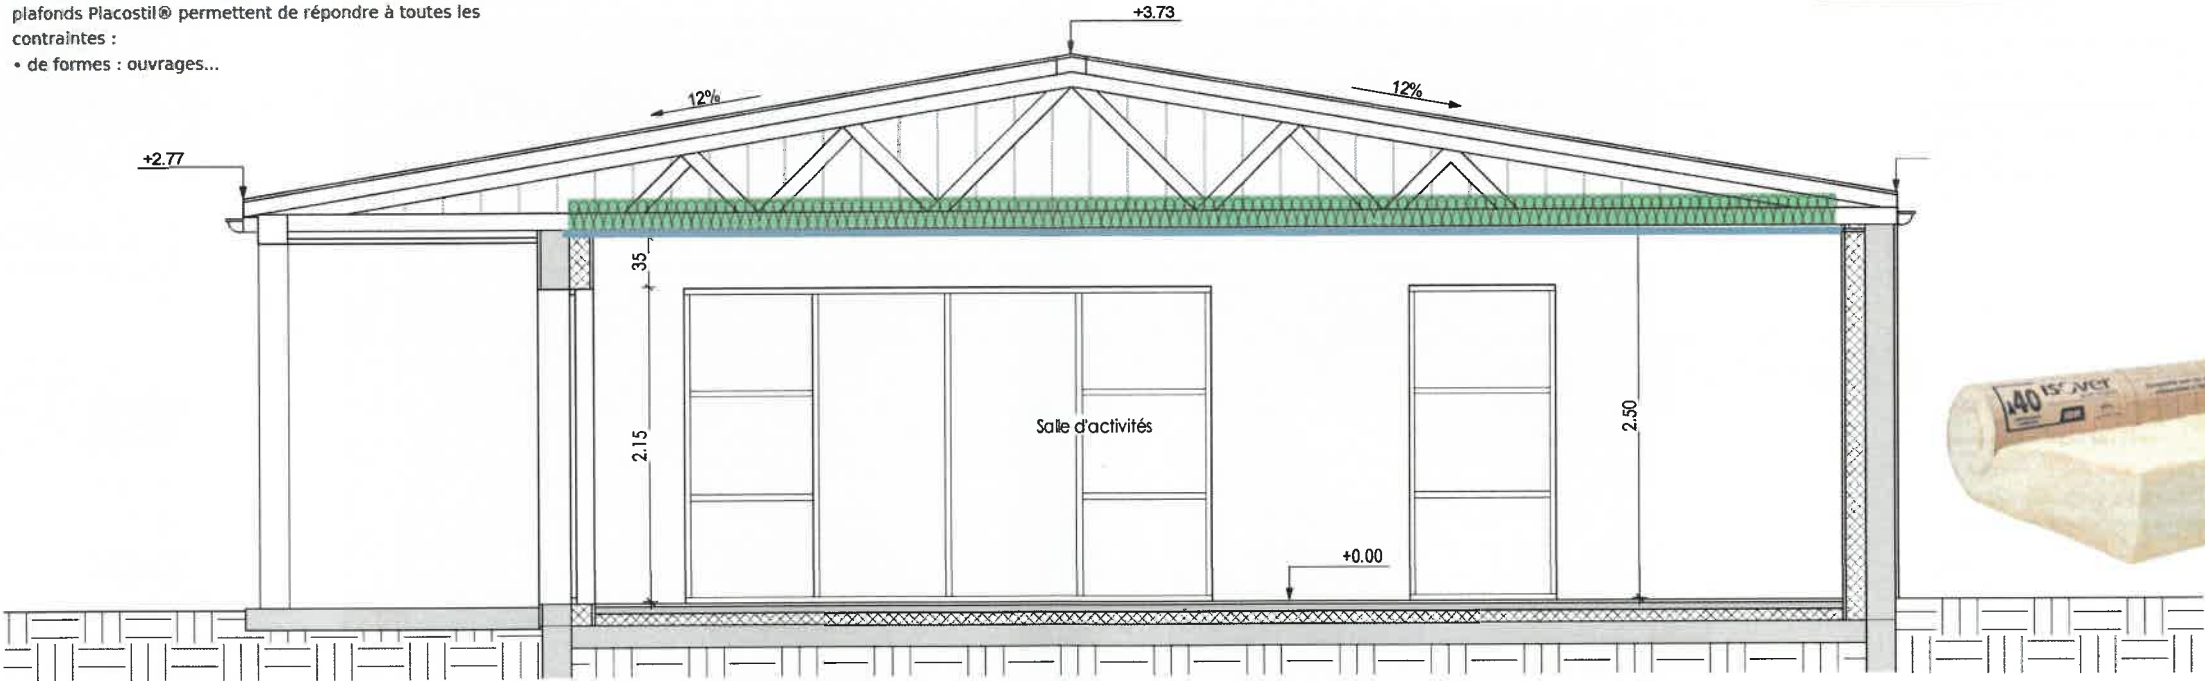 plafonds Placostil® permettent de répondre à toutes les
contraintes :
• de formes : ouvrages...
+3.73
12%
12%
+2.77
35
2.15
2.50
Salle d'activités
+0.00
40 isover